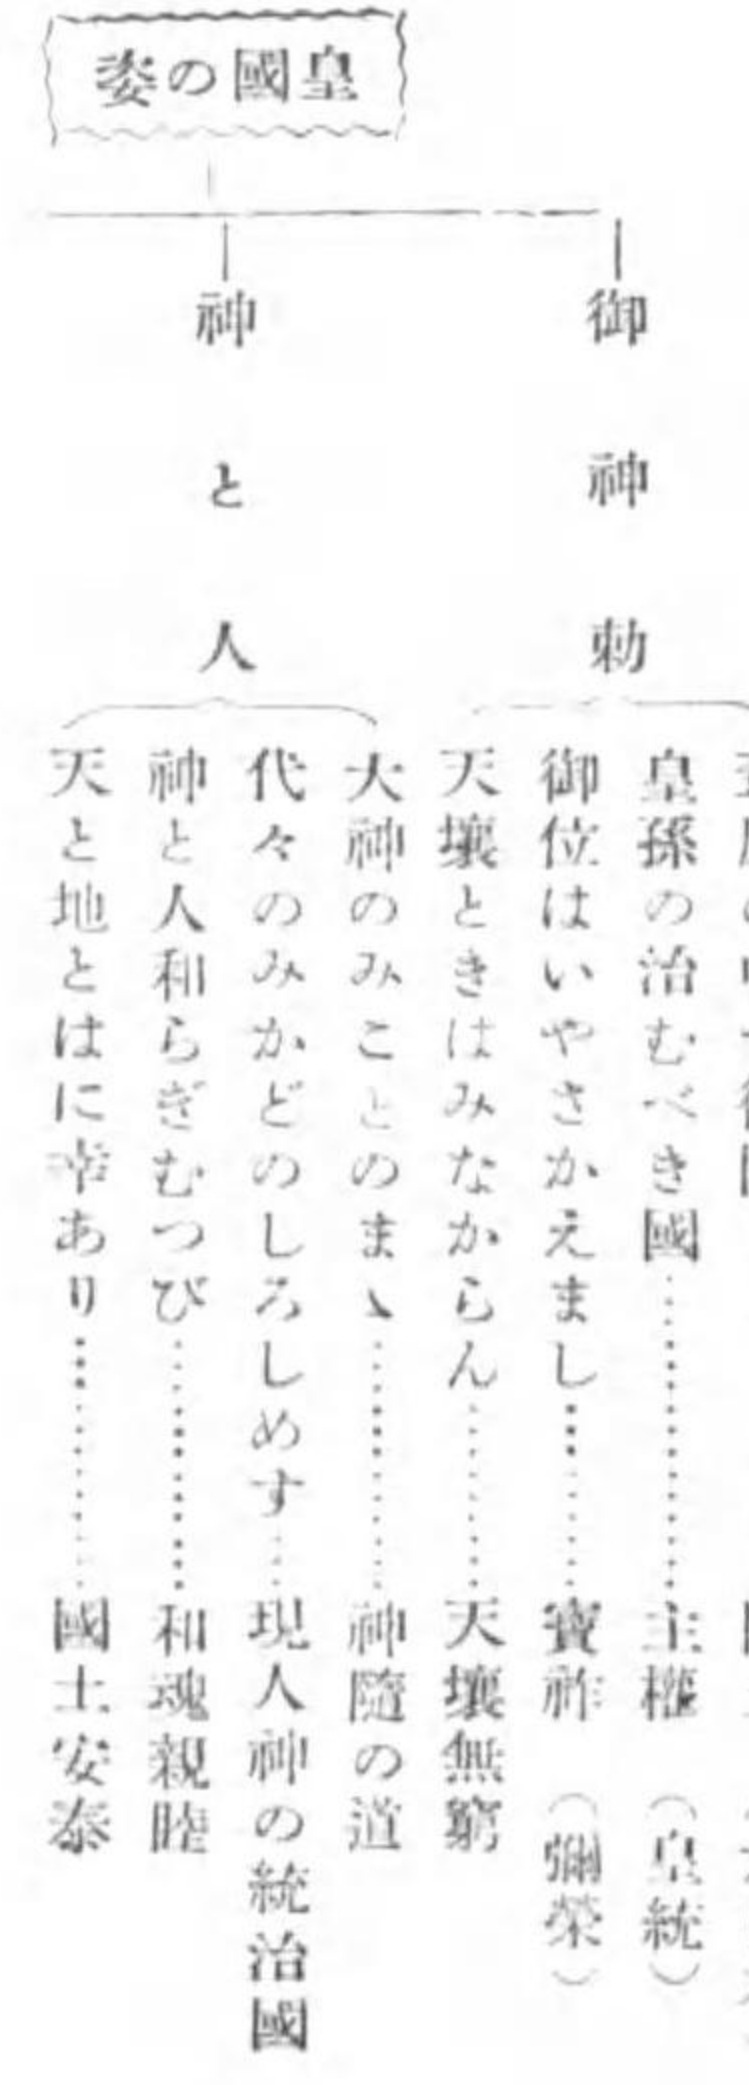 皇國の姿
御神勅
皇孫の治むべき國…………主權（皇統）
御位はいやさかえまし…………寶祚（彌榮）
天壤ときはみなからん…………天壤無窮
神と人
大神のみことのまゝ…………神隨の道
代々のみかどのしろしめす……現人神の統治國
神と人和らぎむつび…………和魂親睦
天と地とはに幸あり…………國土安泰